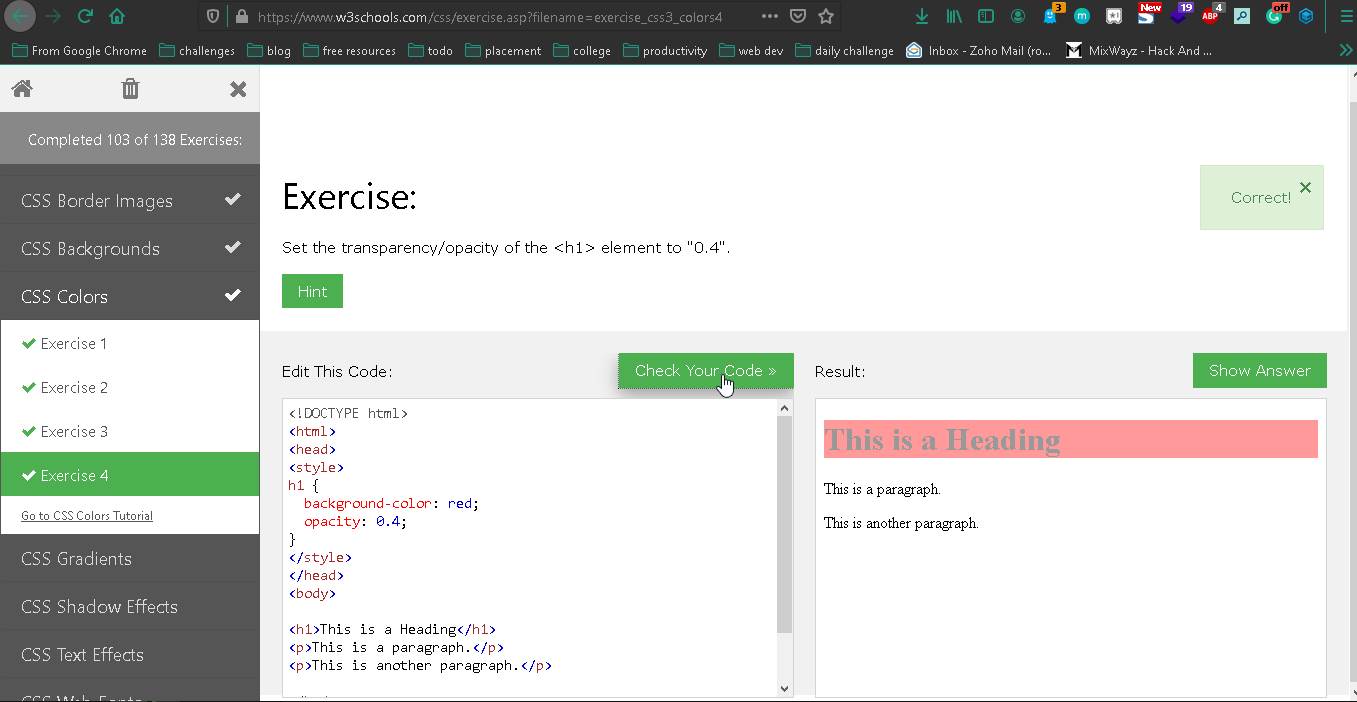 https://www.w3schools.com/css/exercise.asp?filename=exercise_css3_colors4
3
New
19
ABP
4
off
From Google Chrome
challenges
blog
free resources
todo
placement
college
productivity
web dev
daily challenge
Inbox - Zoho Mail (ro...
MixWayz - Hack And ...
Completed 103 of 138 Exercises:
CSS Border Images
CSS Backgrounds
CSS Colors
Exercise 1
Exercise 2
Exercise 3
Exercise 4
Go to CSS Colors Tutorial
CSS Gradients
CSS Shadow Effects
CSS Text Effects
CSS Web Fonts
Exercise:
Correct!
Set the transparency/opacity of the <h1> element to "0.4".
Hint
Edit This Code:
Check Your Code »
<!DOCTYPE html>
<html>
<head>
<style>
h1 {
  background-color: red;
  opacity: 0.4;
}
</style>
</head>
<body>
<h1>This is a Heading</h1>
<p>This is a paragraph.</p>
<p>This is another paragraph.</p>
Result:
Show Answer
This is a Heading
This is a paragraph.
This is another paragraph.